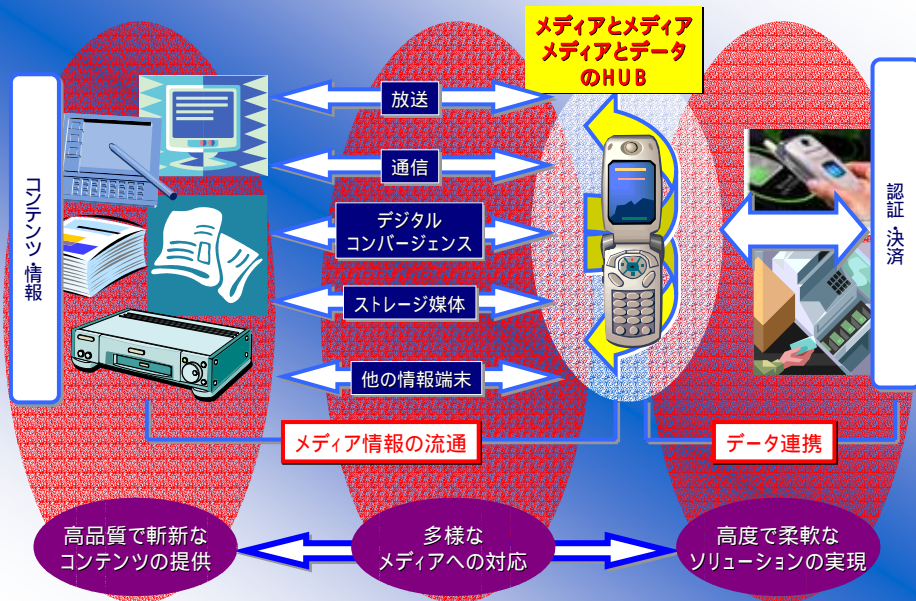 メディアとメディア
メディアとデータ
のHUB
コンテンツ・情報
放送
通信
デジタル
コンバージェンス
ストレージ媒体
他の情報端末
認証・決済
メディア情報の流通
データ連携
高品質で斬新な
コンテンツの提供
多様な
メディアへの対応
高度で柔軟な
ソリューションの実現